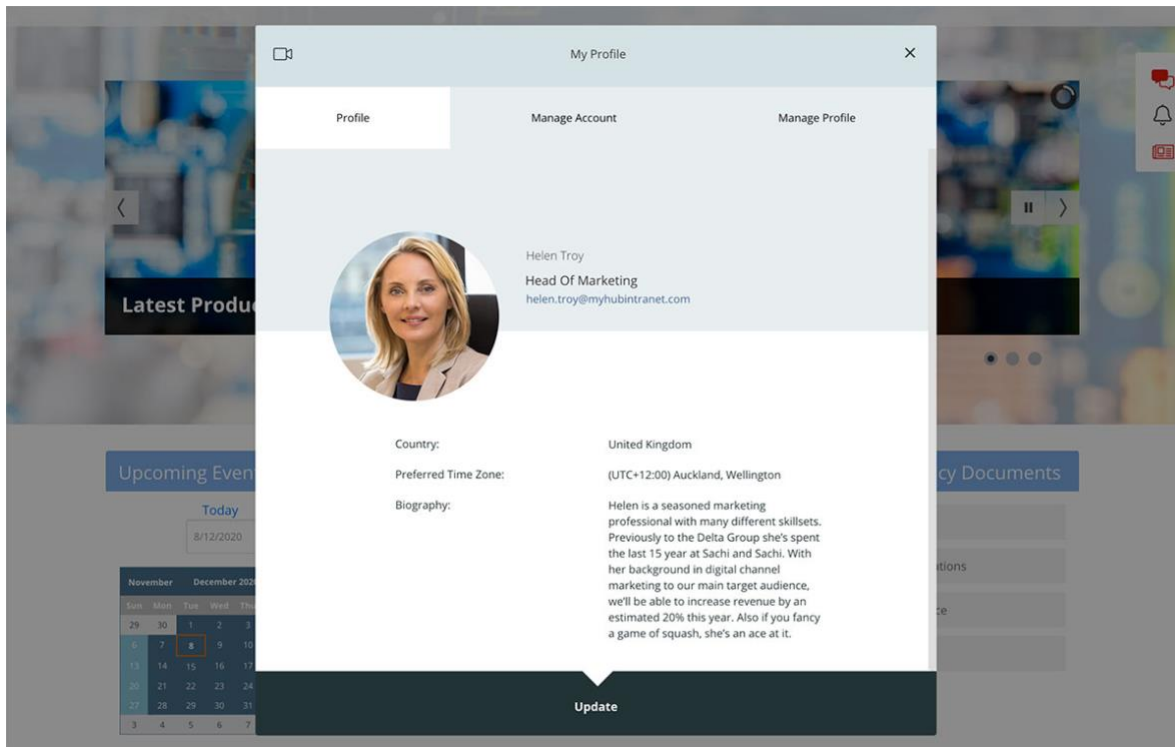 My Profile
Profile
Manage Account
Manage Profile
Helen Troy
Head Of Marketing
helen.troy@myhubintranet.com
Country:
United Kingdom
Preferred Time Zone:
(UTC+12:00) Auckland, Wellington
Biography:
Helen is a seasoned marketing
professional with many different skillsets.
Previously to the Delta Group she's spent
the last 15 year at Sachi and Sachi. With
her background in digital channel
marketing to our main target audience,
we'll be able to increase revenue by an
estimated 20% this year. Also if you fancy
a game of squash, she's an ace at it.
Update
Latest Produ
Upcoming Even
Today
8/12/2020
November December 202
Sun Mon Tue Wed Thu
29 30 1 2 3
6 7 8 9 10
13 14 15 16 17
20 21 22 23 24
27 28 29 30 31
3 4 5 6 7
cy Documents
ations
ce